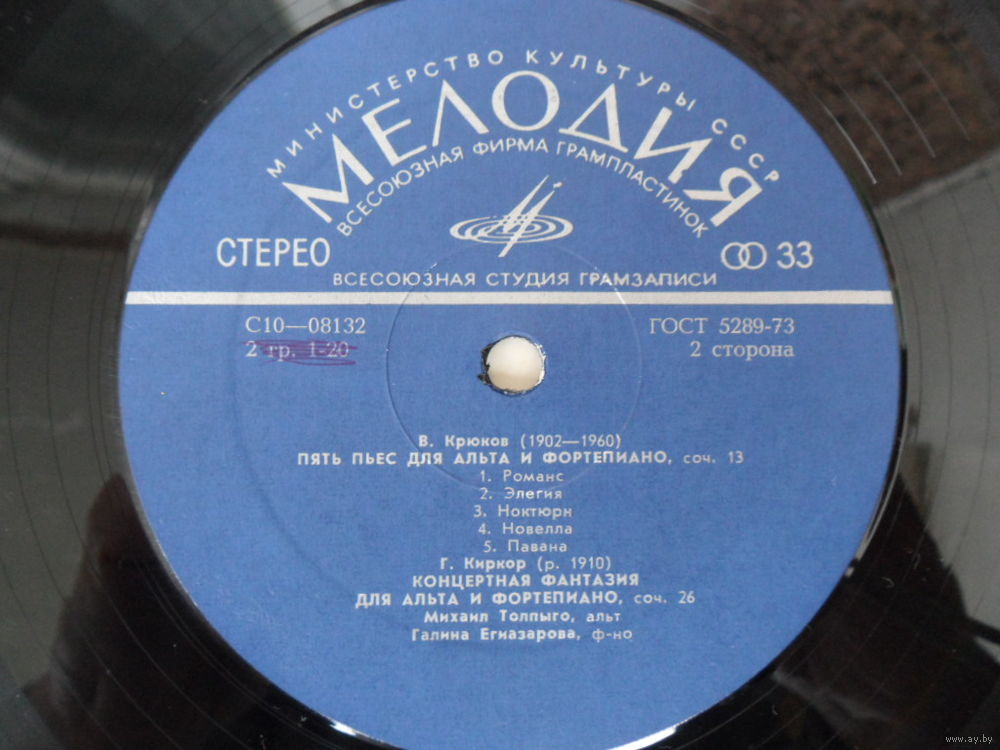 МИНИСТЕРСТВО КУЛЬТУРЫ СССР
МЕЛОДИЯ
ВСЕСОЮЗНАЯ ФИРМА ГРАМПЛАСТИНОК
СТЕРЕО
33
ВСЕСОЮЗНАЯ СТУДИЯ ГРАМЗАПИСИ
С10—08132
ГОСТ 5289-73
2 гр. 1-20
2 сторона
В. Крюков (1902—1960)
ПЯТЬ ПЬЕС ДЛЯ АЛЬТА И ФОРТЕПИАНО, соч. 13
1. Романс
2. Элегия
3. Ноктюрн
4. Новелла
5. Павана
Г. Киркор (р. 1910)
КОНЦЕРТНАЯ ФАНТАЗИЯ
ДЛЯ АЛЬТА И ФОРТЕПИАНО, соч. 26
Михаил Толпыго, альт
Галина Егиазарова, ф-но
www.ay.by